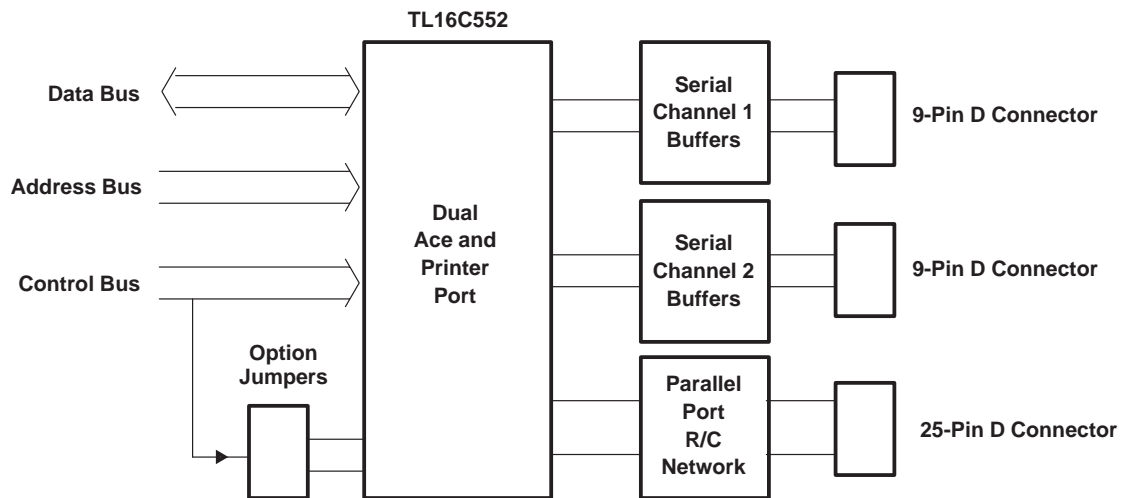 TL16C552
Data Bus
Address Bus
Control Bus
Option
Jumpers
Dual
Ace and
Printer
Port
Serial
Channel 1
Buffers
9-Pin D Connector
Serial
Channel 2
Buffers
9-Pin D Connector
Parallel
Port
R/C
Network
25-Pin D Connector